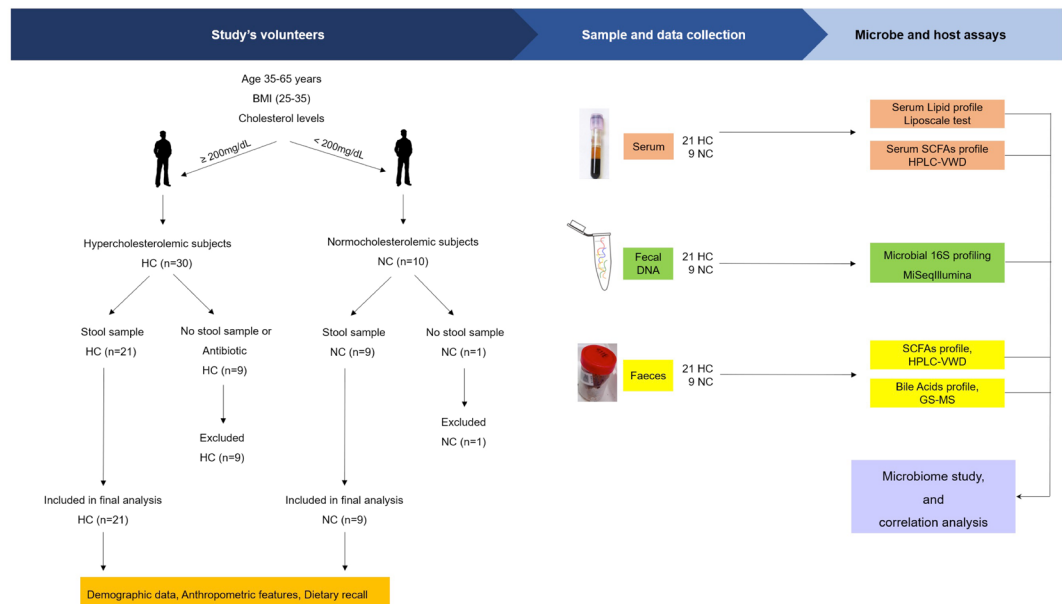 Study's volunteers
Sample and data collection
Microbe and host assays
Age 35-65 years
BMI (25-35)
Cholesterol levels
≥ 200mg/dL
< 200mg/dL
Hypercholesterolemic subjects
HC (n=30)
Normocholesterolemic subjects
NC (n=10)
Stool sample
HC (n=21)
No stool sample or
Antibiotic
HC (n=9)
Stool sample
NC (n=9)
No stool sample
NC (n=1)
Excluded
HC (n=9)
Excluded
NC (n=1)
Included in final analysis
HC (n=21)
Included in final analysis
NC (n=9)
Demographic data, Anthropometric features, Dietary recall
Serum
21 HC
9 NC
Serum Lipid profile
Liposcale test
Serum SCFAs profile
HPLC-VWD
Fecal
DNA
21 HC
9 NC
Microbial 16S profiling
MiSeqIllumina
Faeces
21 HC
9 NC
SCFAs profile,
HPLC-VWD
Bile Acids profile,
GS-MS
Microbiome study,
and
correlation analysis